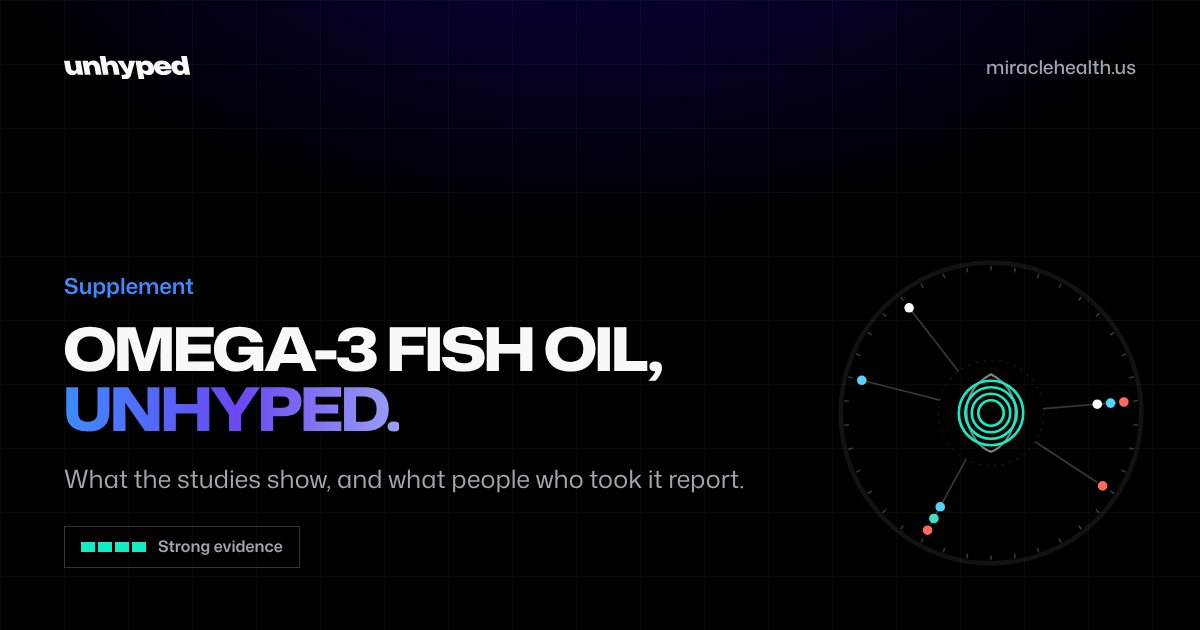 unhyped
miraclehealth.us
Supplement
OMEGA-3 FISH OIL,
UNHYPED.
What the studies show, and what people who took it report.
Strong evidence